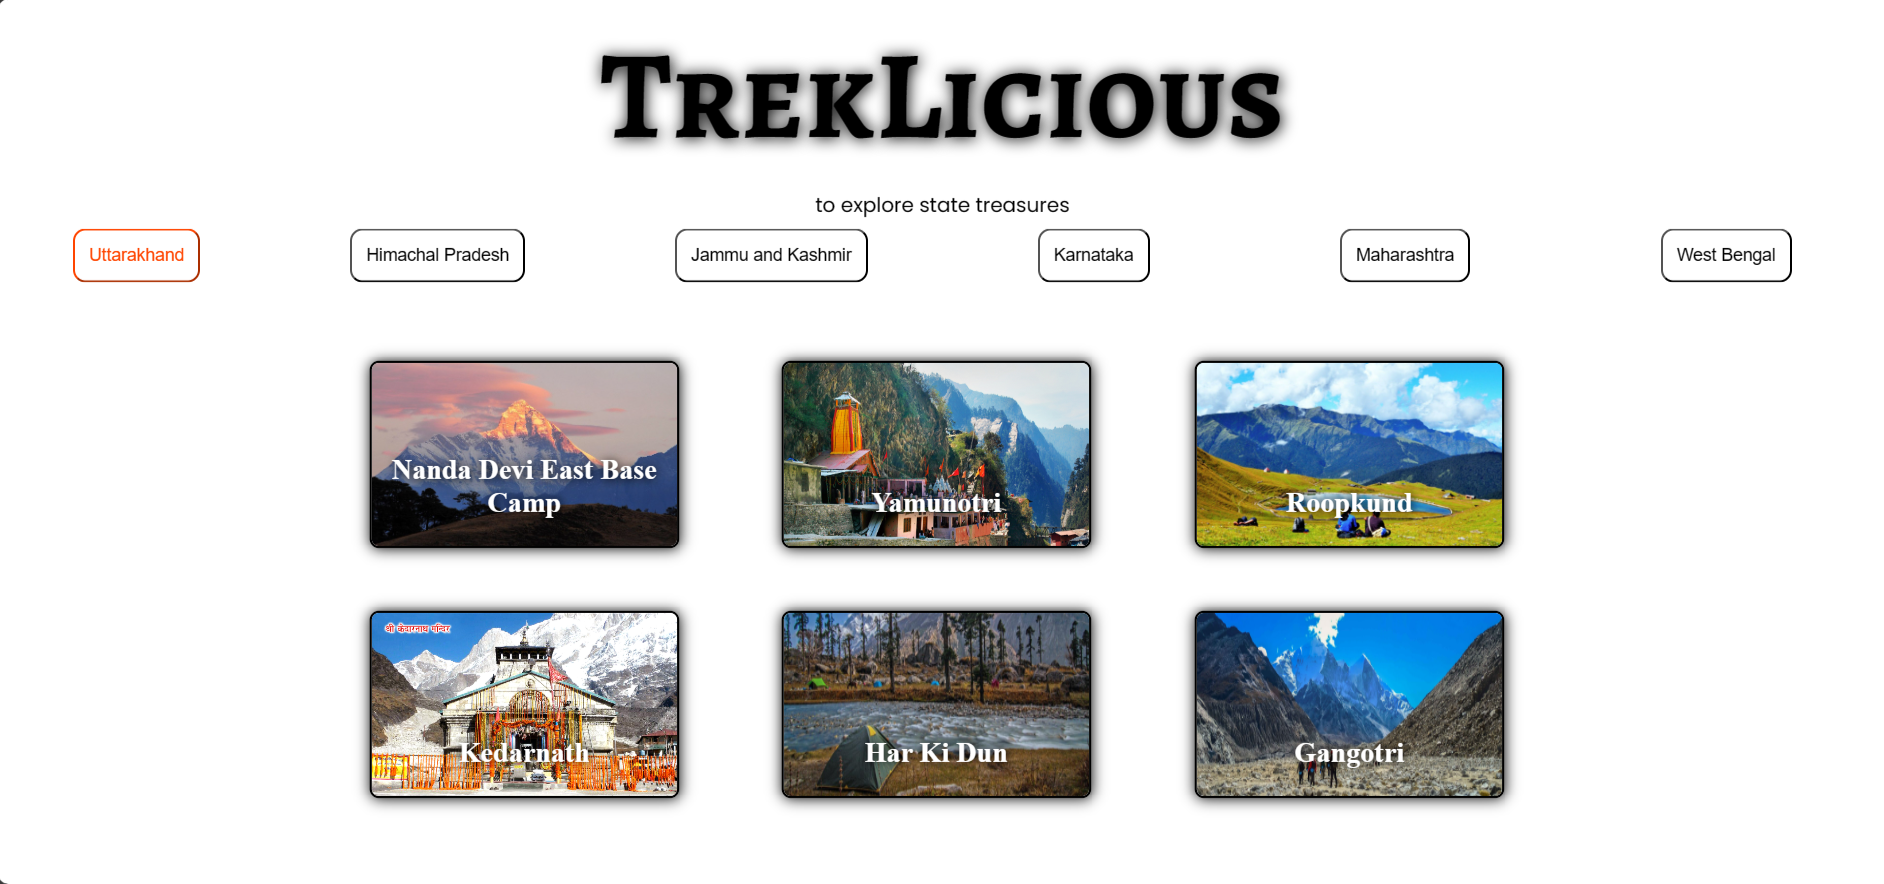 TrekLicious
to explore state treasures
Uttarakhand
Himachal Pradesh
Jammu and Kashmir
Karnataka
Maharashtra
West Bengal
Nanda Devi East Base
Camp
Yamunotri
Roopkund
श्री केदारनाथ मन्दिर
Kedarnath
Har Ki Dun
Gangotri